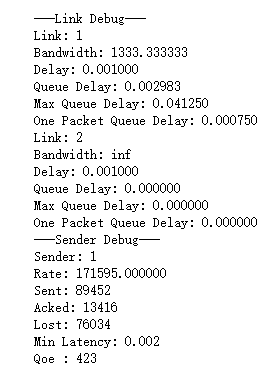 ——Link Debug——
Link: 1
Bandwidth: 1333.333333
Delay: 0.001000
Queue Delay: 0.002983
Max Queue Delay: 0.041250
One Packet Queue Delay: 0.000750
Link: 2
Bandwidth: inf
Delay: 0.001000
Queue Delay: 0.000000
Max Queue Delay: 0.000000
One Packet Queue Delay: 0.000000
——Sender Debug——
Sender: 1
Rate: 171595.000000
Sent: 89452
Acked: 13416
Lost: 76034
Min Latency: 0.002
Qoe : 423